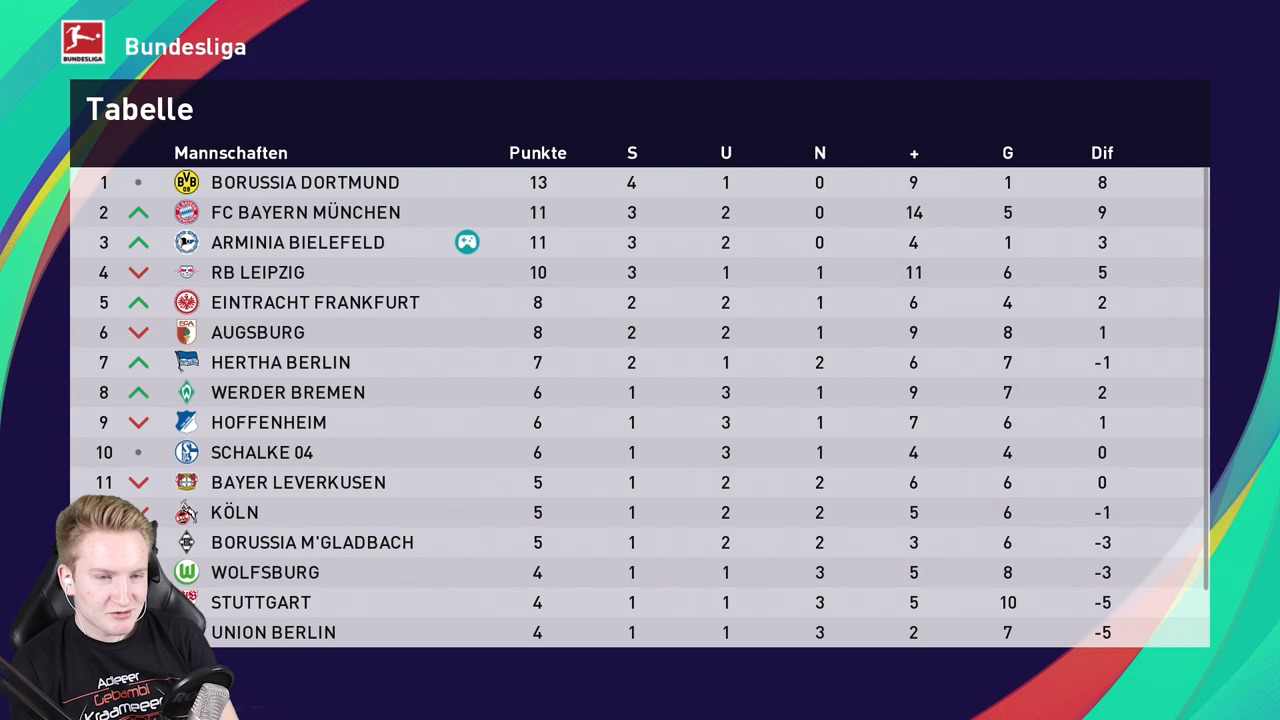 BUNDESLIGA
Bundesliga
Tabelle
Mannschaften Punkte S U N + G Dif
1 BVB 09 BORUSSIA DORTMUND 13 4 1 0 9 1 8
2 FC BAYERN MÜNCHEN 11 3 2 0 14 5 9
3 ARMINIA BIELEFELD 11 3 2 0 4 1 3
4 RB LEIPZIG 10 3 1 1 11 6 5
5 EINTRACHT FRANKFURT 8 2 2 1 6 4 2
6 FCA AUGSBURG 8 2 2 1 9 8 1
7 HERTHA BERLIN 7 2 1 2 6 7 -1
8 WERDER BREMEN 6 1 3 1 9 7 2
9 HOFFENHEIM 6 1 3 1 7 6 1
10 SCHALKE 04 6 1 3 1 4 4 0
11 BAYER LEVERKUSEN 5 1 2 2 6 6 0
KÖLN 5 1 2 2 5 6 -1
BORUSSIA M'GLADBACH 5 1 2 2 3 6 -3
WOLFSBURG 4 1 1 3 5 8 -3
STUTTGART 4 1 1 3 5 10 -5
UNION BERLIN 4 1 1 3 2 7 -5
Adeeer
Gebambi
Kraameeer